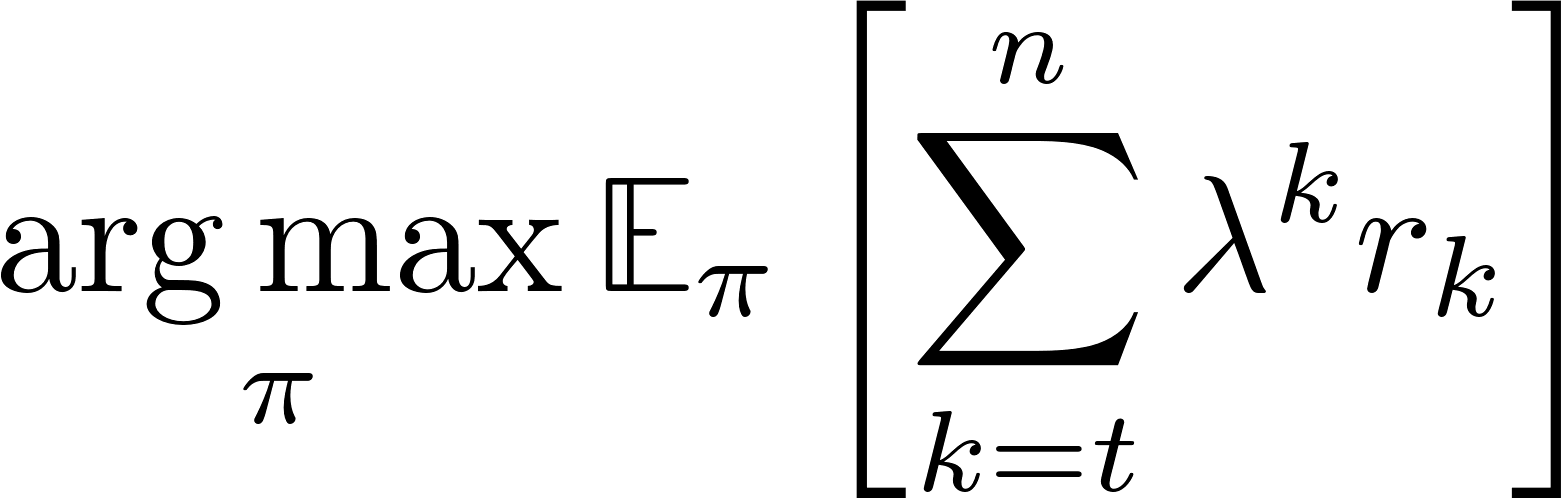 arg max_π 𝔼_π [ ∑_{k=t}^{n} λ^k r_k ]